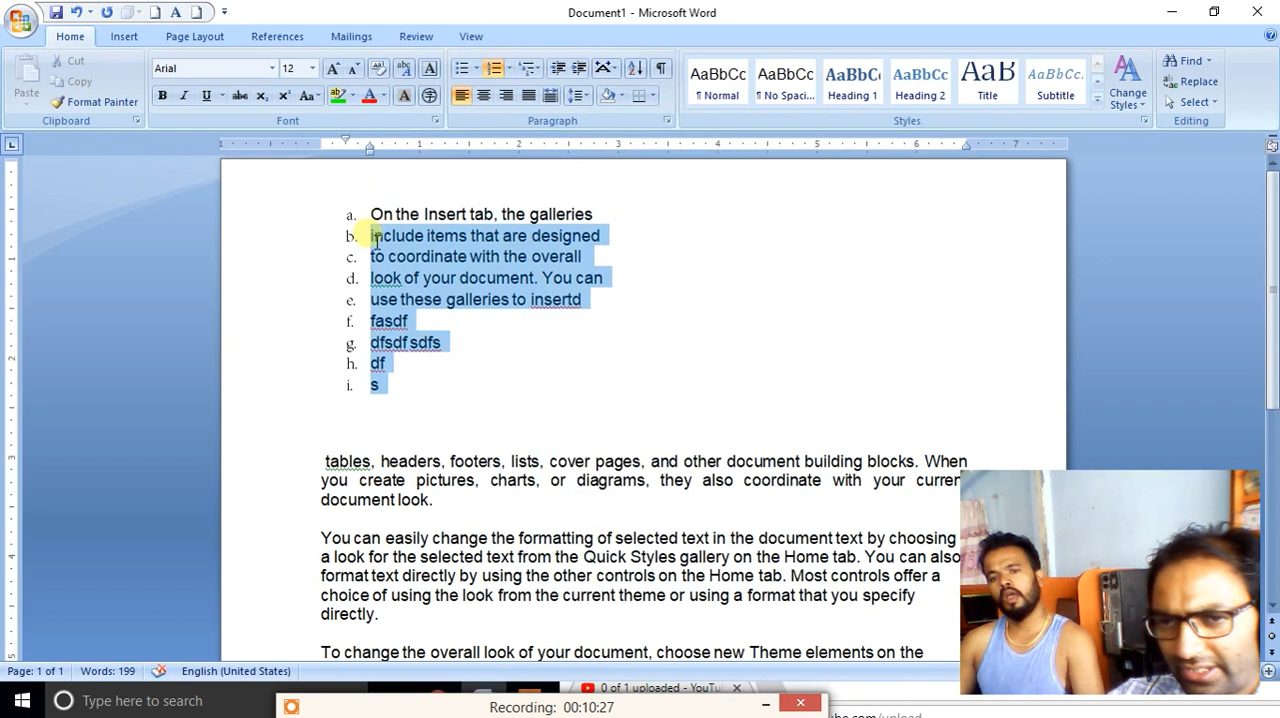 Document1 - Microsoft Word
Home Insert Page Layout References Mailings Review View
Paste
Cut
Copy
Format Painter
Clipboard
Arial 12
Font
Paragraph
AaBbCc AaBbCc AaBbC AaBbCc AaB AaBbCc
¶ Normal ¶ No Spaci... Heading 1 Heading 2 Title Subtitle
Change
Styles
Styles
Find
Replace
Select
Editing
1 1 2 3 4 5 6 7
a. On the Insert tab, the galleries
b. include items that are designed
c. to coordinate with the overall
d. look of your document. You can
e. use these galleries to insertd
f. fasdf
g. dfsdf sdfs
h. df
i. s
tables, headers, footers, lists, cover pages, and other document building blocks. When
you create pictures, charts, or diagrams, they also coordinate with your curren
document look.
You can easily change the formatting of selected text in the document text by choosing
a look for the selected text from the Quick Styles gallery on the Home tab. You can also
format text directly by using the other controls on the Home tab. Most controls offer a
choice of using the look from the current theme or using a format that you specify
directly.
To change the overall look of your document, choose new Theme elements on the
Page: 1 of 1 Words: 199 English (United States)
Type here to search
0 of 1 uploaded - YouTu
Recording: 00:10:27